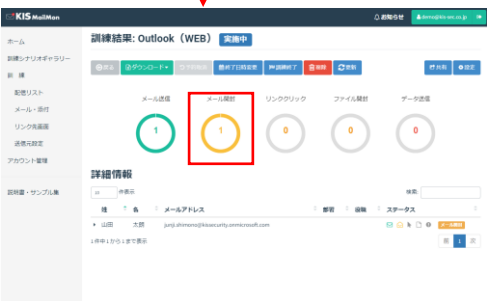 KIS MailMon
お知らせ
demo@kis-sec.co.jp
ホーム
訓練シナリオギャラリー
訓 練
配信リスト
メール・添付
リンク先画面
送信元設定
アカウント管理
説明書・サンプル集
訓練結果: Outlook（WEB） 実施中
戻る
ダウンロード
終了日時変更
訓練終了
削除
更新
共有
設定
メール送信 メール開封 リンククリック ファイル開封 データ送信
1 1 0 0 0
詳細情報
10 件表示
検索:
姓 名 メールアドレス 部署 役職 ステータス
山田 太郎 junji.shimono@kissecurity.onmicrosoft.com メール開封
1 件中 1 から 1 まで表示
前 1 次